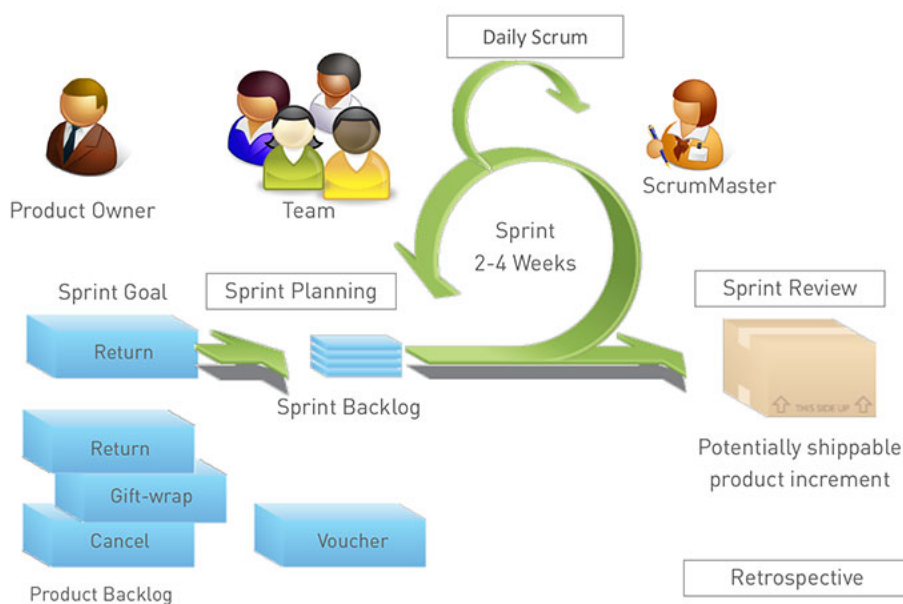 Daily Scrum
Product Owner
Team
ScrumMaster
Sprint
2-4 Weeks
Sprint Goal
Sprint Planning
Sprint Review
Return
Sprint Backlog
THIS SIDE UP
Return
Gift-wrap
Cancel
Voucher
Potentially shippable
product increment
Product Backlog
Retrospective